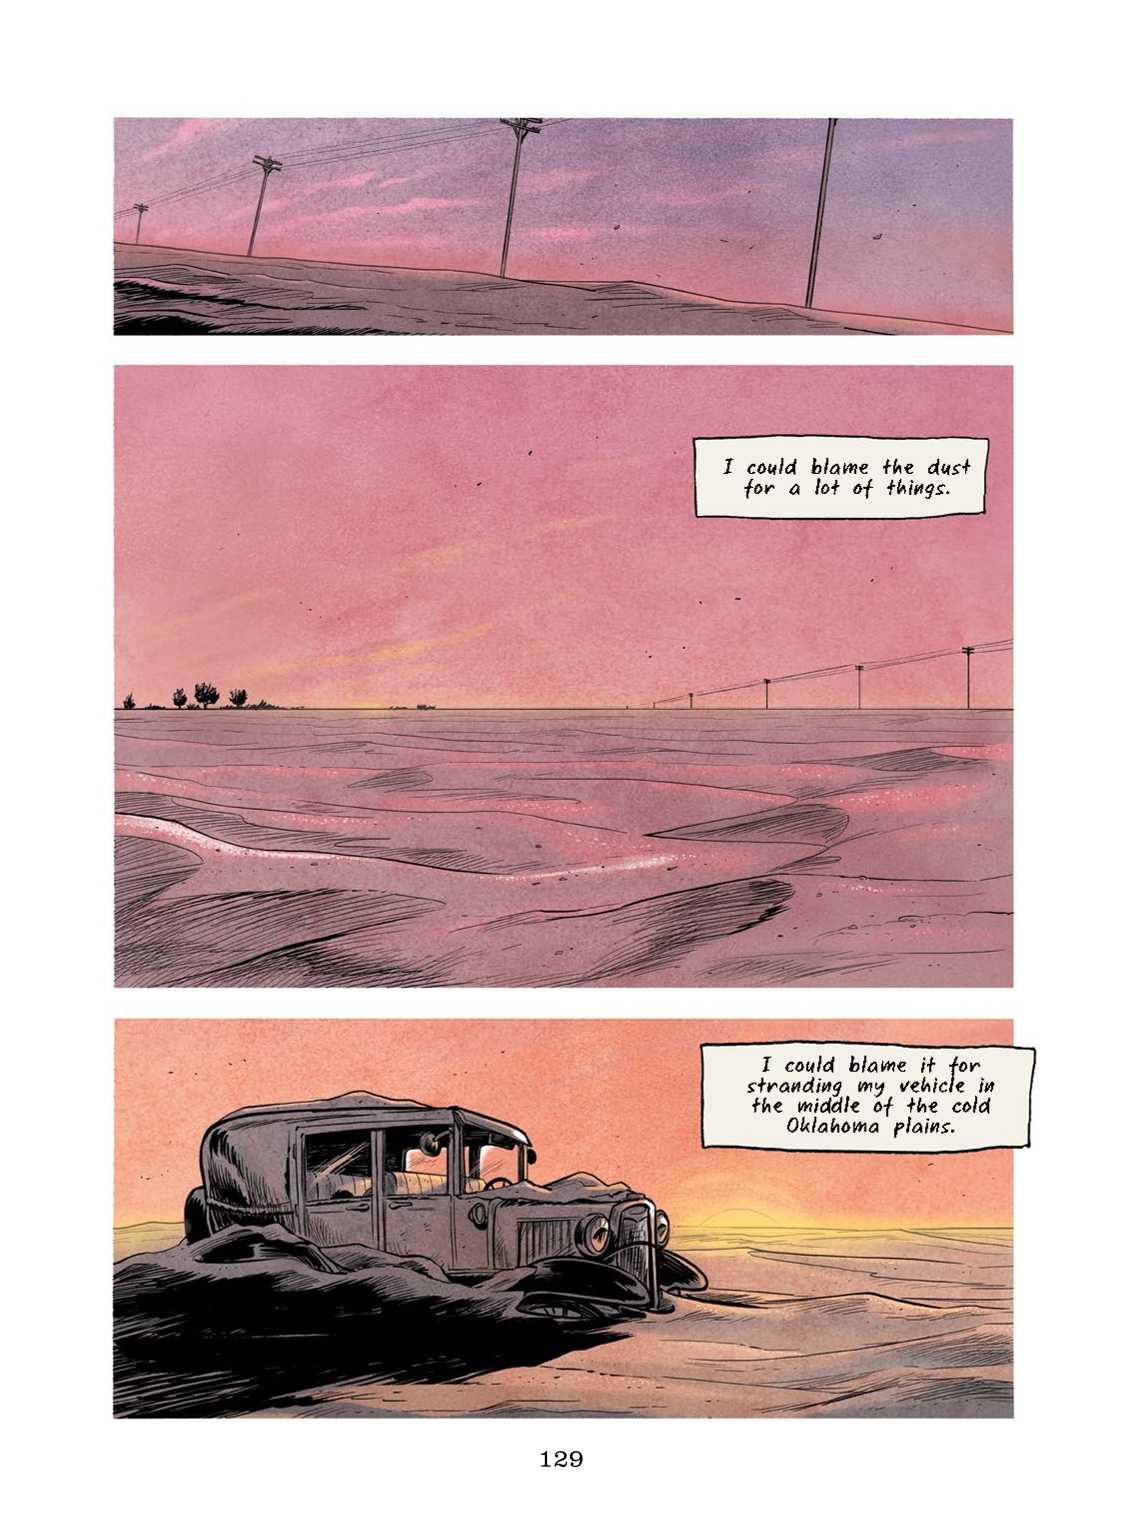 I could blame the dust
for a lot of things.
I could blame it for
stranding my vehicle in
the middle of the cold
Oklahoma plains.
129